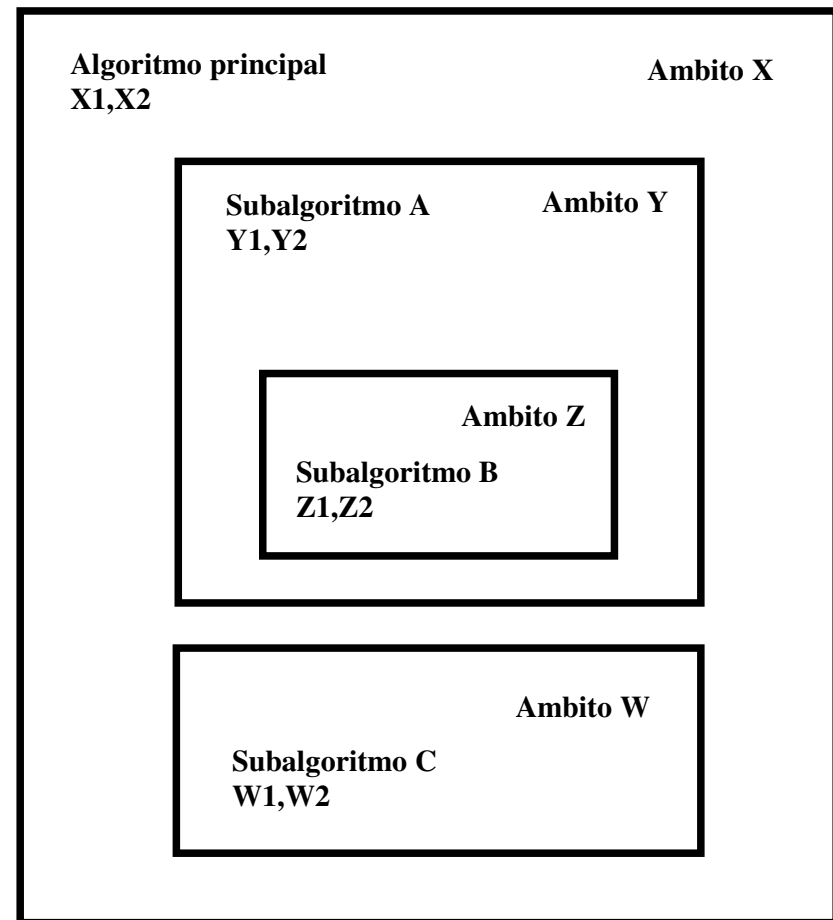 Algoritmo principal
X1,X2
Ambito X
Subalgoritmo A
Y1,Y2
Ambito Y
Ambito Z
Subalgoritmo B
Z1,Z2
Ambito W
Subalgoritmo C
W1,W2